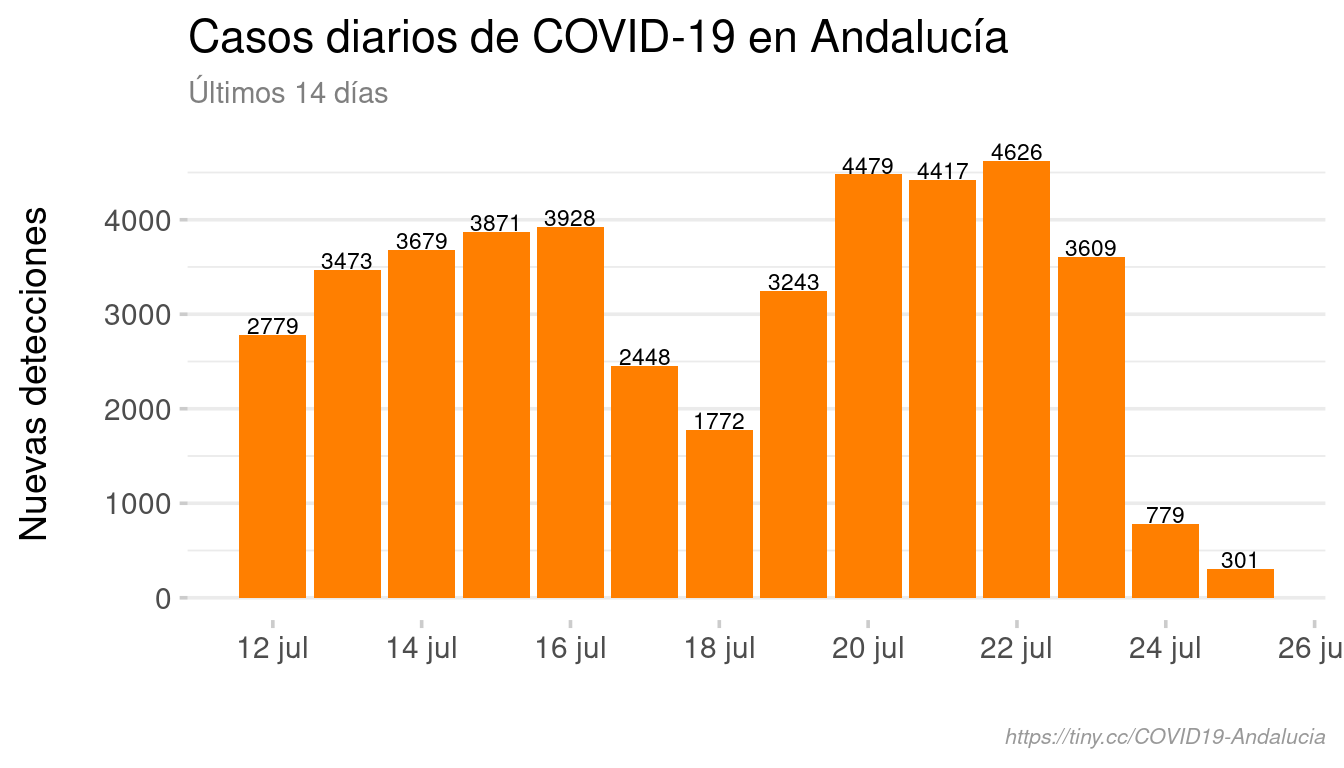 Casos diarios de COVID-19 en Andalucía
Últimos 14 días
Nuevas detecciones
4000
3000
2000
1000
0
2779
3473
3679
3871
3928
2448
1772
3243
4479
4417
4626
3609
779
301
12 jul
14 jul
16 jul
18 jul
20 jul
22 jul
24 jul
26 ju
https://tiny.cc/COVID19-Andalucia